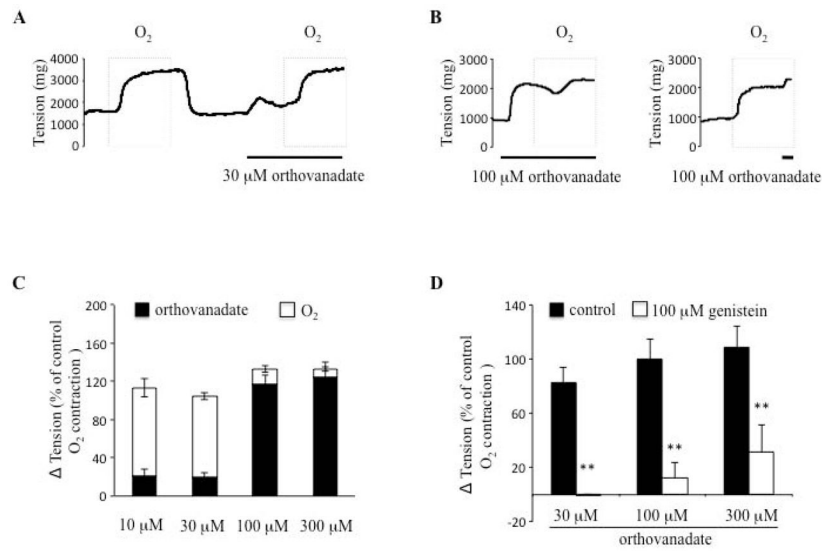 A
O2
O2
Tension (mg)
4000
3000
2000
1000
0
30 μM orthovanadate
B
O2
O2
Tension (mg)
3000
2000
1000
0
100 μM orthovanadate
Tension (mg)
3000
2000
1000
0
100 μM orthovanadate
C
orthovanadate
O2
Δ Tension (% of control
O2 contraction )
200
160
120
80
40
0
10 μM
30 μM
100 μM
300 μM
D
control
100 μM genistein
Δ Tension (% of control
O2 contraction )
140
100
60
20
-20
**
**
**
30 μM
100 μM
300 μM
orthovanadate